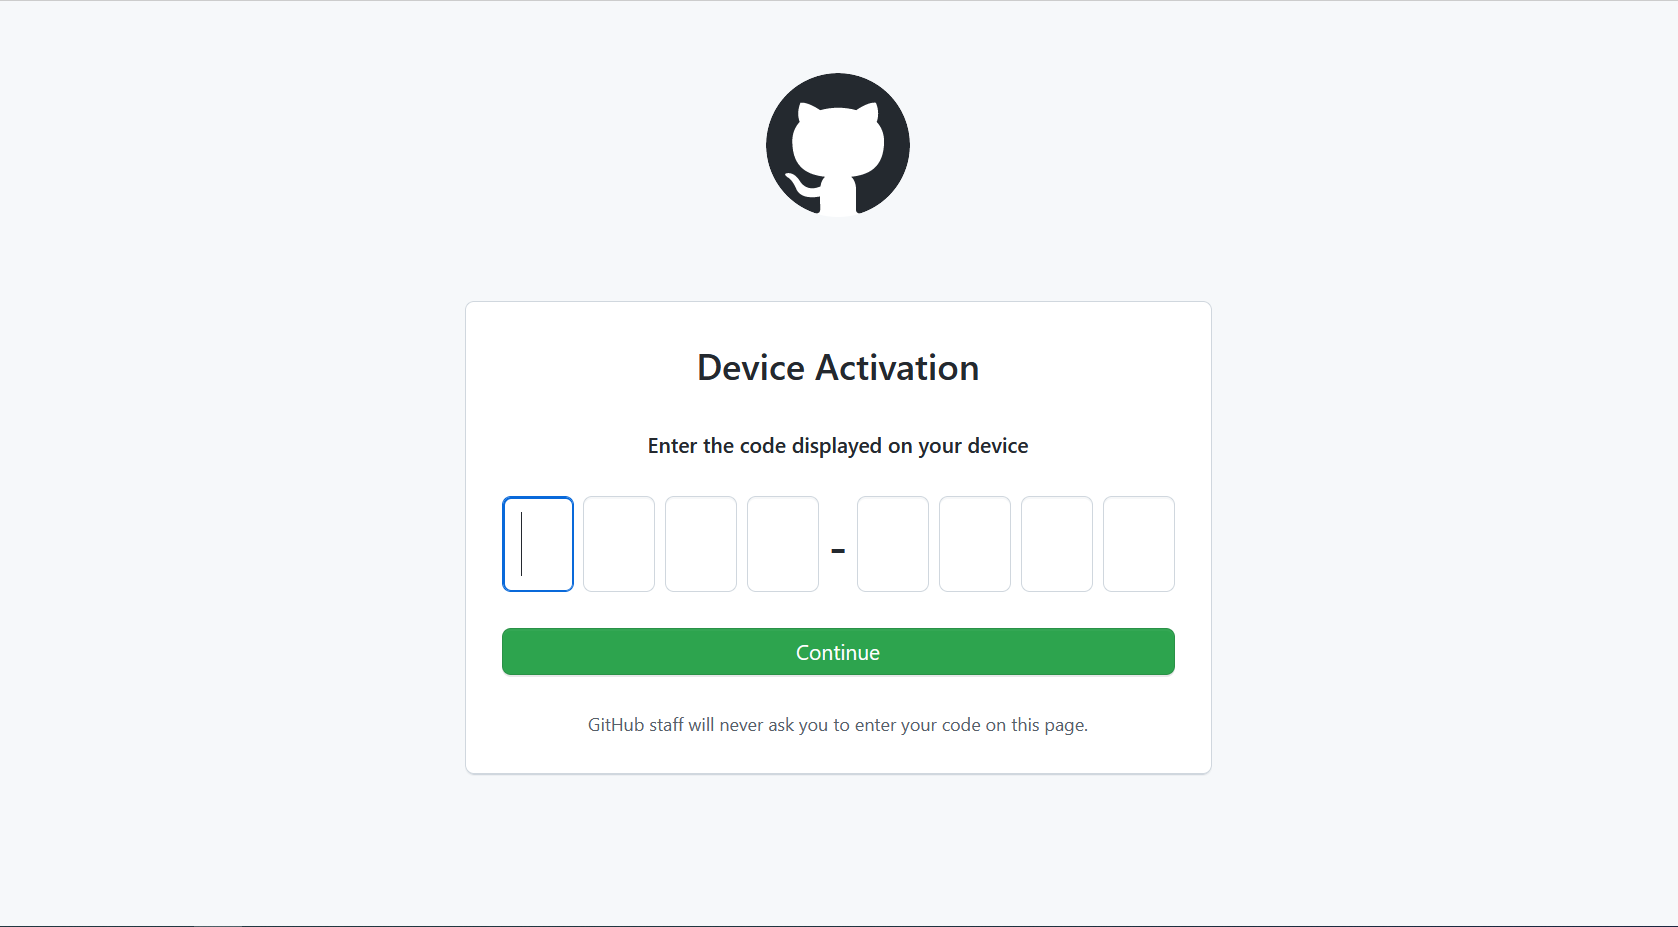 Device Activation
Enter the code displayed on your device
-
Continue
GitHub staff will never ask you to enter your code on this page.